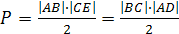 P = |AB|·|CE| / 2 = |BC|·|AD| / 2